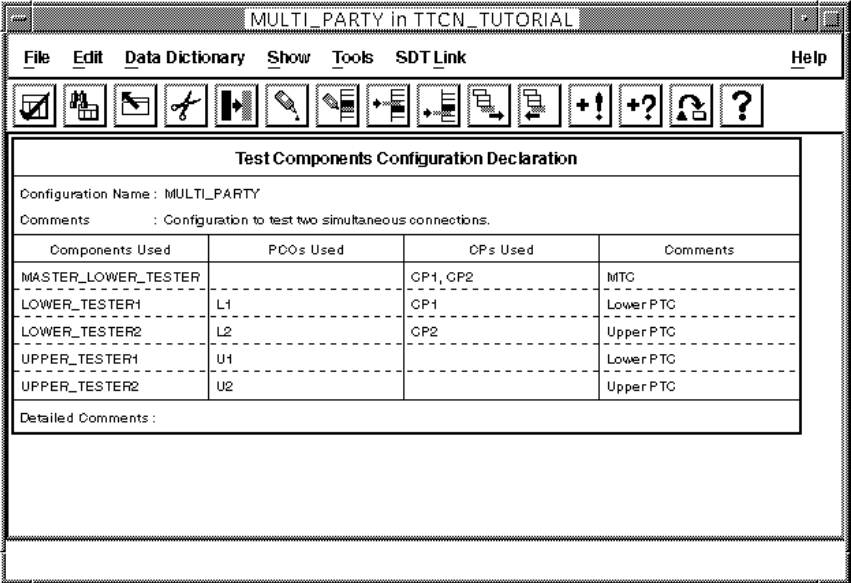 MULTI_PARTY in TTCN_TUTORIAL
File Edit Data Dictionary Show Tools SDT Link Help
+! +? ?
Test Components Configuration Declaration
Configuration Name : MULTI_PARTY
Comments : Configuration to test two simultaneous connections.
Components Used PCOs Used CPs Used Comments
MASTER_LOWER_TESTER CP1, CP2 MTC
LOWER_TESTER1 L1 CP1 Lower PTC
LOWER_TESTER2 L2 CP2 Upper PTC
UPPER_TESTER1 U1 Lower PTC
UPPER_TESTER2 U2 Upper PTC
Detailed Comments :